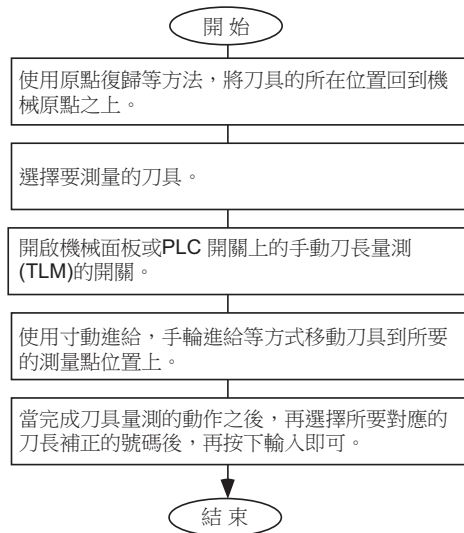 開 始
使用原點復歸等方法，將刀具的所在位置回到機
械原點之上。
選擇要測量的刀具。
開啟機械面板或PLC 開關上的手動刀長量測
(TLM)的開關。
使用寸動進給，手輪進給等方式移動刀具到所要
的測量點位置上。
當完成刀具量測的動作之後，再選擇所要對應的
刀長補正的號碼後，再按下輸入即可。
結 束